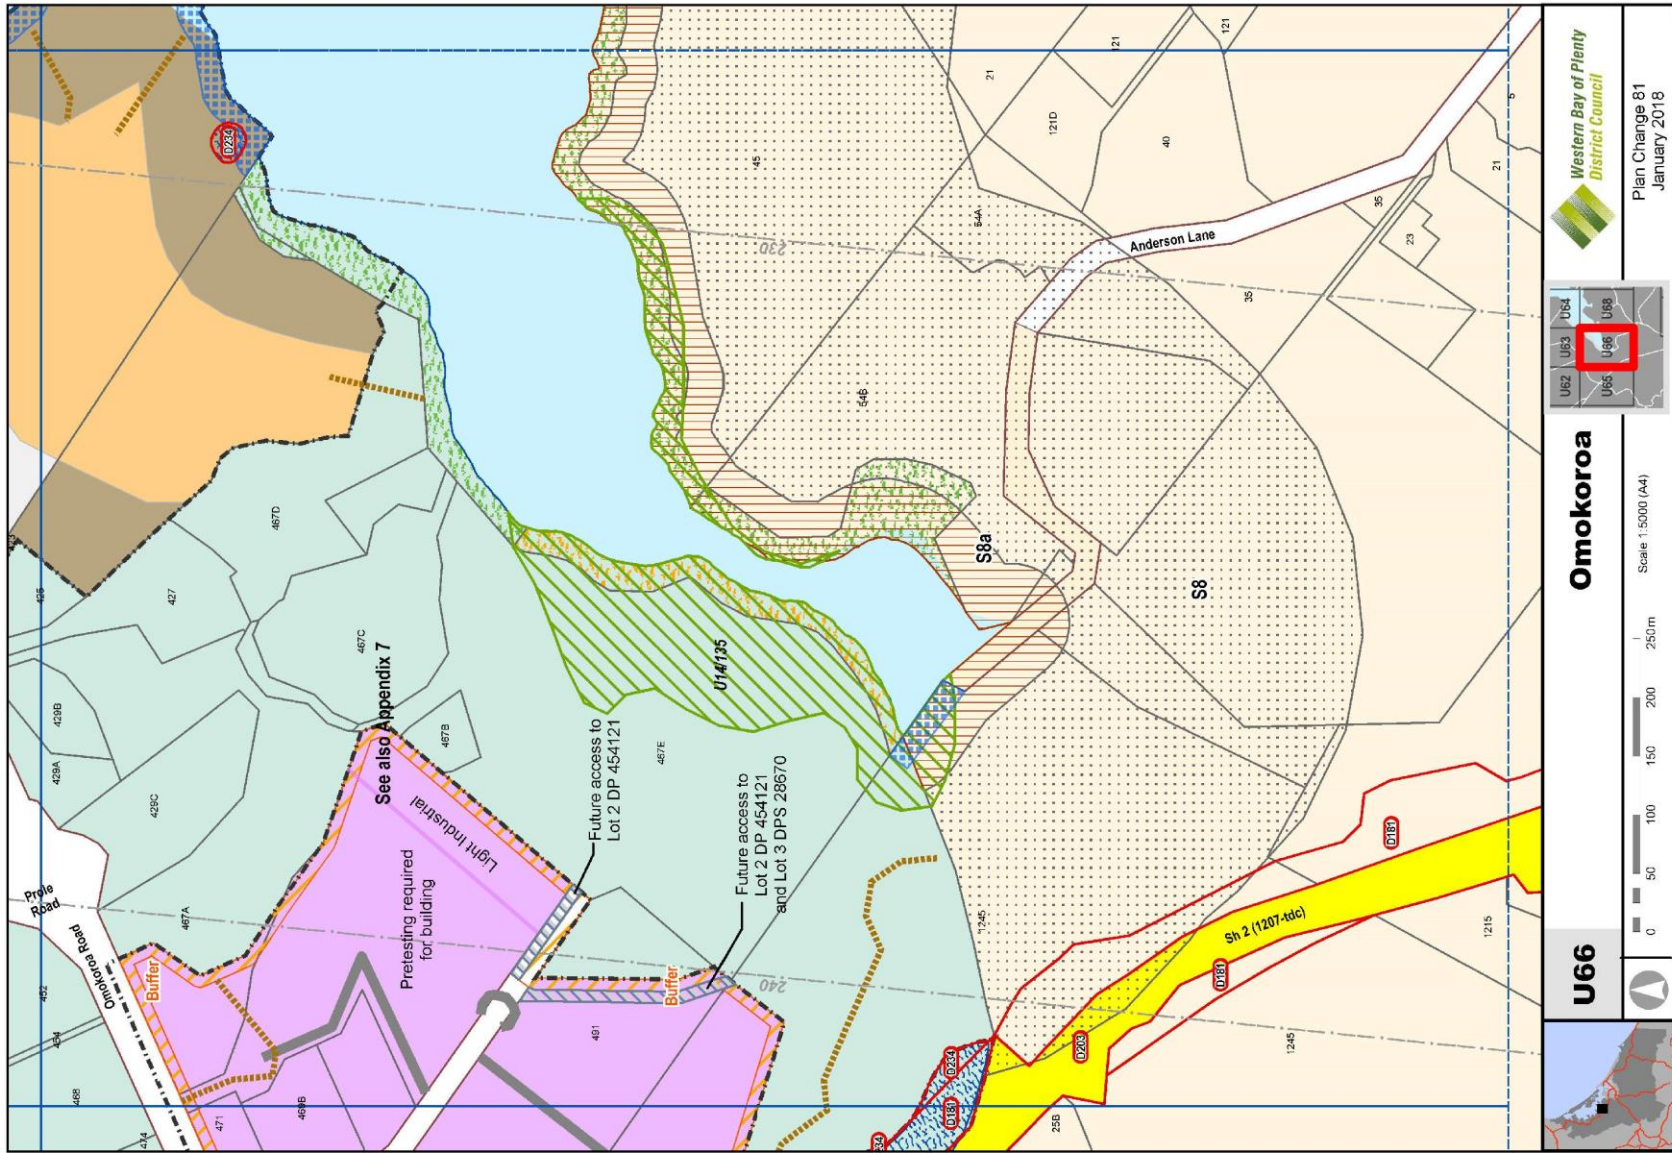 Omokoroa
U66
Scale 1:5000 (A4)
0
50
100
150
200
250m
Western Bay of Plenty
District Council
Plan Change 81
January 2018
U62
U63
U64
U65
U66
U68
Prole
Road
Omokoroa Road
Buffer
See also Appendix 7
Light Industrial
Pretesting required
for building
Buffer
Future access to
Lot 2 DP 454121
Future access to
Lot 2 DP 454121
and Lot 3 DPS 28670
U14/135
S8a
S8
Anderson Lane
Sh 2 (1207-tdc)
230
240
D234
D234
D181
D181
D181
D203
34
474
471
468
454
452
469B
491
467A
429A
429B
429C
427
425
467C
467B
467D
467E
45
54A
54B
21
121
121
121D
40
35
35
23
21
5
1245
1245
1215
25B